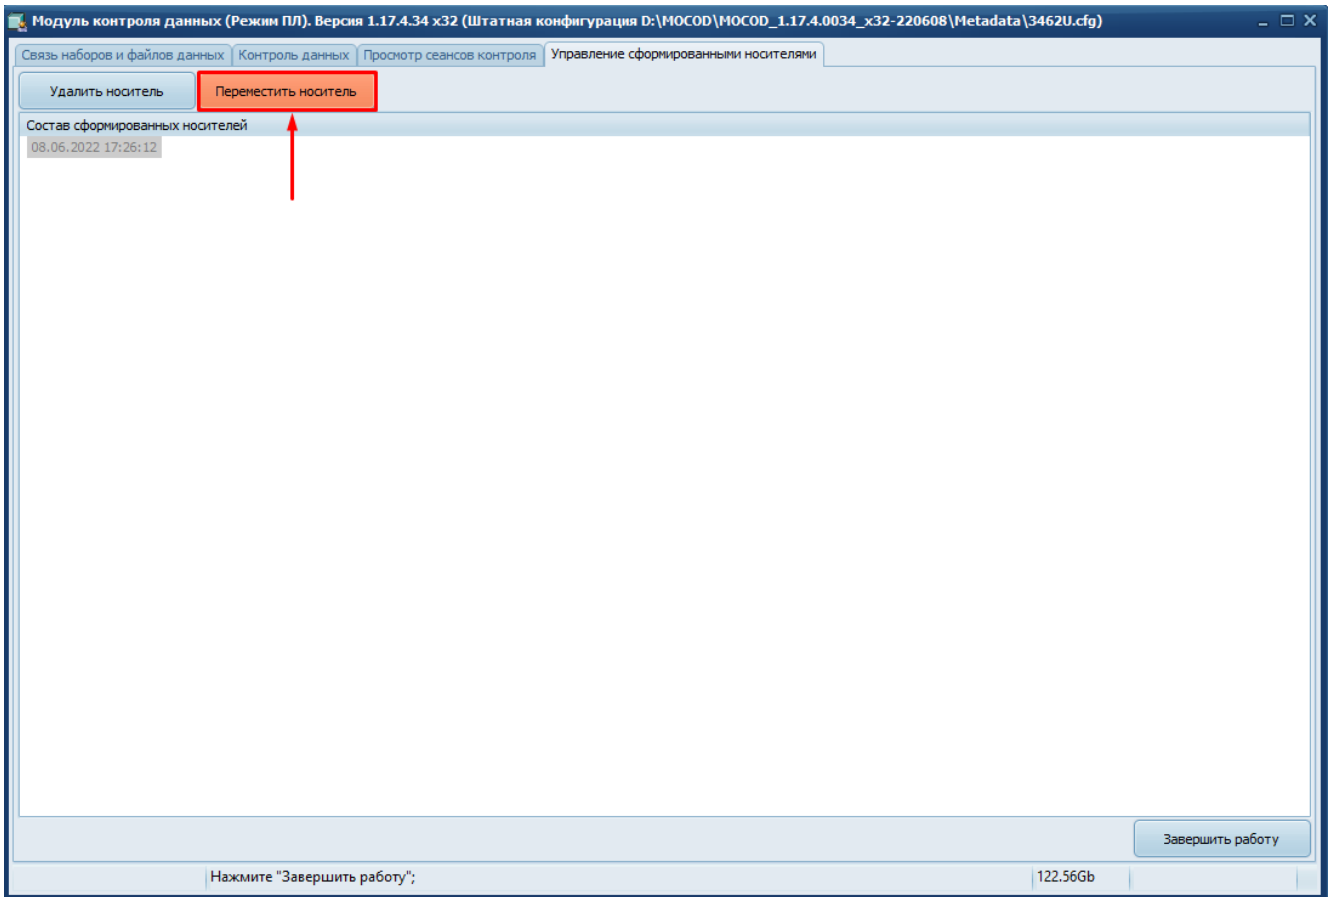 Модуль контроля данных (Режим ПЛ). Версия 1.17.4.34 x32 (Штатная конфигурация D:\MOCOD\MOCOD_1.17.4.0034_x32-220608\Metadata\3462U.cfg)
Связь наборов и файлов данных Контроль данных Просмотр сеансов контроля Управление сформированными носителями
Удалить носитель Переместить носитель
Состав сформированных носителей
08.06.2022 17:26:12
Завершить работу
Нажмите "Завершить работу"; 122.56Gb